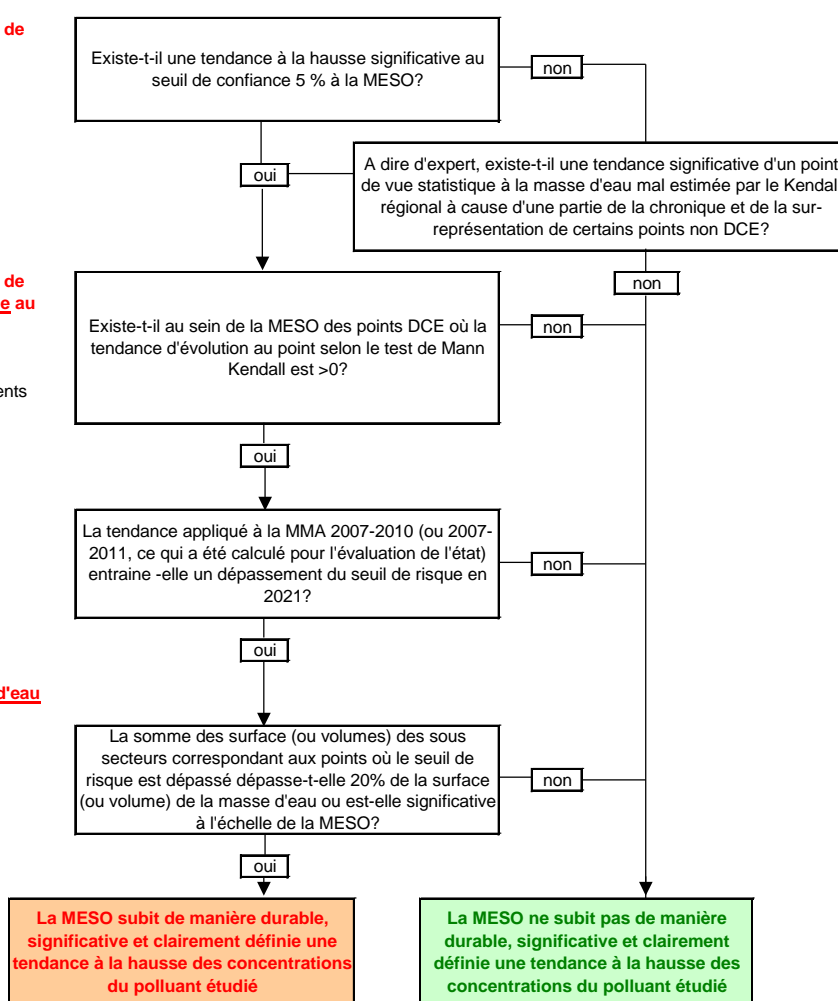 de
Existe-t-il une tendance à la hausse significative au
seuil de confiance 5 % à la MESO?
non
oui
A dire d'expert, existe-t-il une tendance significative d'un point
de vue statistique à la masse d'eau mal estimée par le Kendal
régional à cause d'une partie de la chronique et de la sur-
représentation de certains points non DCE?
non
de
e au
ents
Existe-t-il au sein de la MESO des points DCE où la
tendance d'évolution au point selon le test de Mann
Kendall est >0?
non
oui
La tendance appliqué à la MMA 2007-2010 (ou 2007-
2011, ce qui a été calculé pour l'évaluation de l'état)
entraine -elle un dépassement du seuil de risque en
2021?
non
oui
d'eau
La somme des surface (ou volumes) des sous
secteurs correspondant aux points où le seuil de
risque est dépassé dépasse-t-elle 20% de la surface
(ou volume) de la masse d'eau ou est-elle significative
à l'échelle de la MESO?
non
oui
La MESO subit de manière durable,
significative et clairement définie une
tendance à la hausse des concentrations
du polluant étudié
La MESO ne subit pas de manière
durable, significative et clairement
définie une tendance à la hausse des
concentrations du polluant étudié